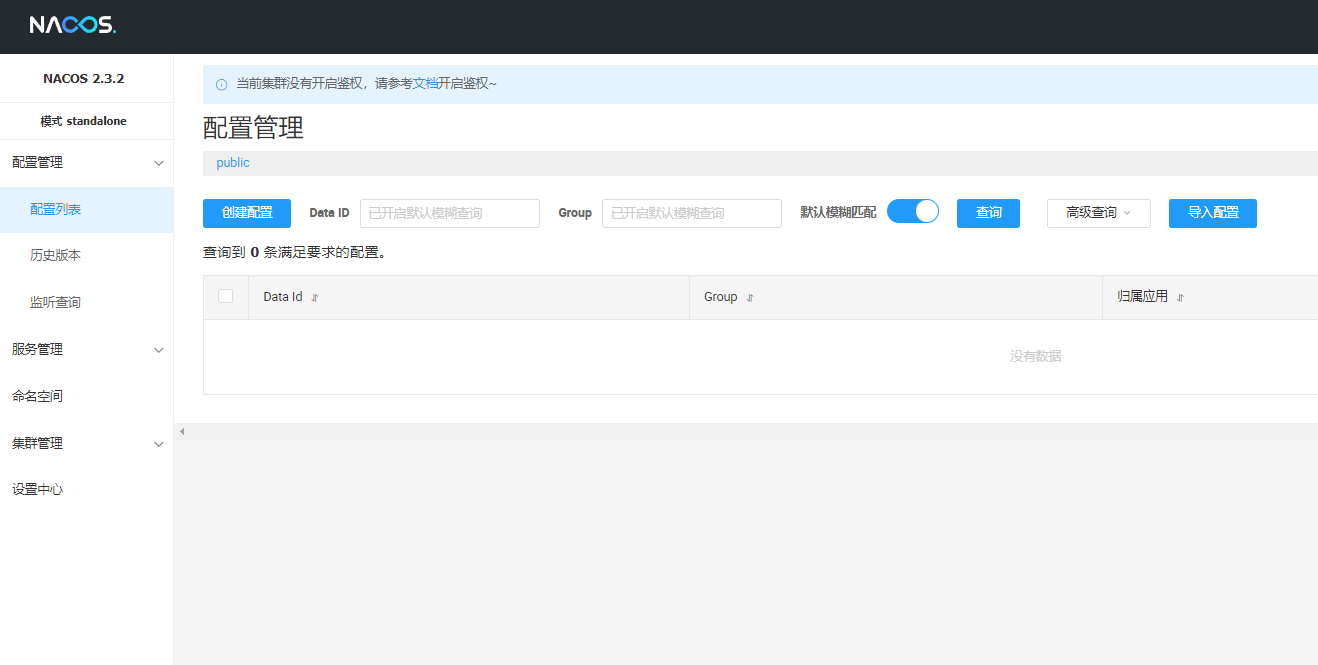 NACOS.
NACOS 2.3.2
模式 standalone
配置管理
配置列表
历史版本
监听查询
服务管理
命名空间
集群管理
设置中心
当前集群没有开启鉴权，请参考文档开启鉴权~
配置管理
public
创建配置 Data ID 已开启默认模糊查询 Group 已开启默认模糊查询 默认模糊匹配 查询 高级查询 导入配置
查询到 0 条满足要求的配置。
Data Id Group 归属应用
没有数据